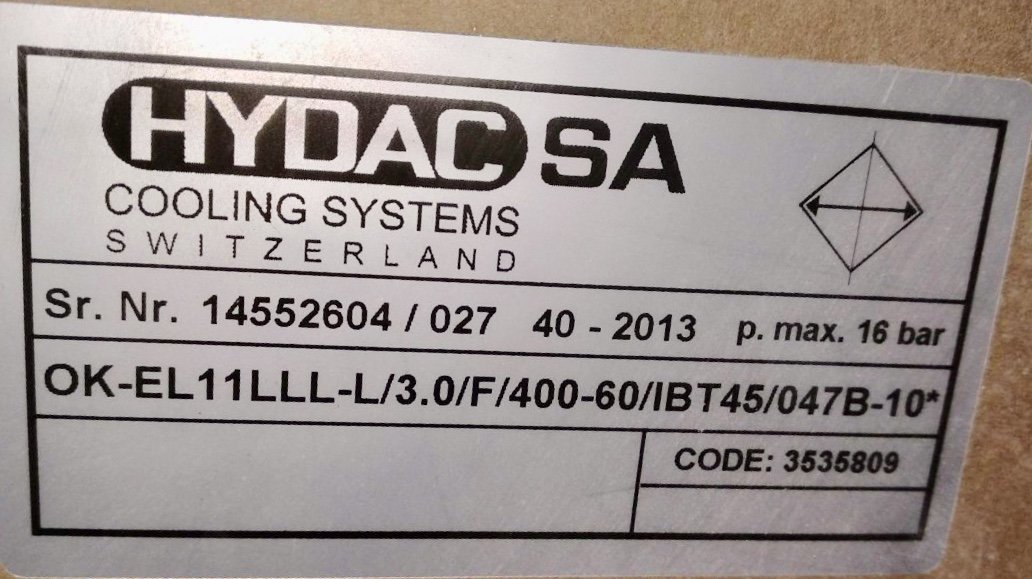 HYDAC SA
COOLING SYSTEMS
SWITZERLAND
Sr. Nr. 14552604 / 027 40 - 2013 p. max. 16 bar
OK-EL11LLL-L/3.0/F/400-60/IBT45/047B-10*
CODE: 3535809